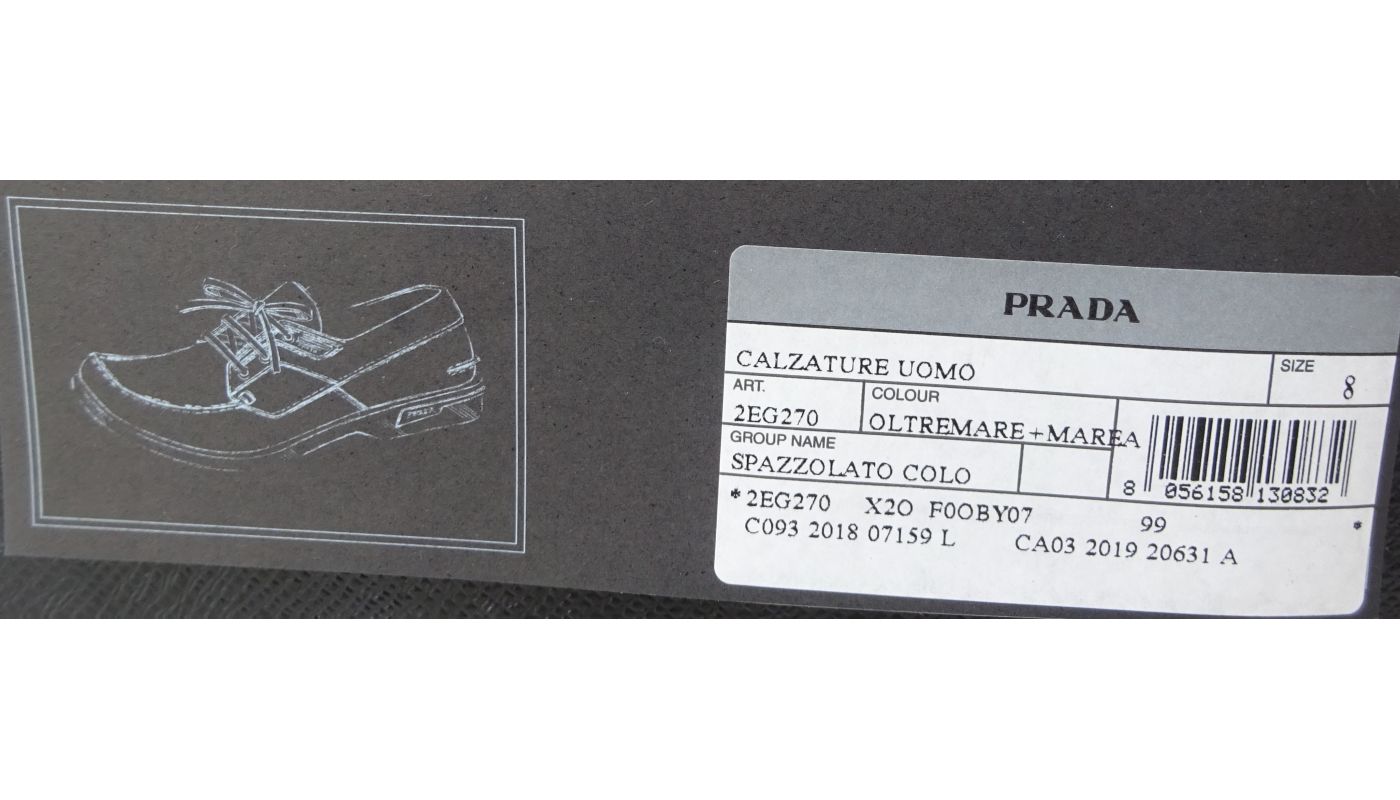 PRADA
CALZATURE UOMO
SIZE
8
ART.
2EG270
COLOUR
OLTREMARE+MAREA
GROUP NAME
SPAZZOLATO COLO
8 056158 130832
*2EG270 X2O F0OBY07 99 *
C093 2018 07159 L CA03 2019 20631 A